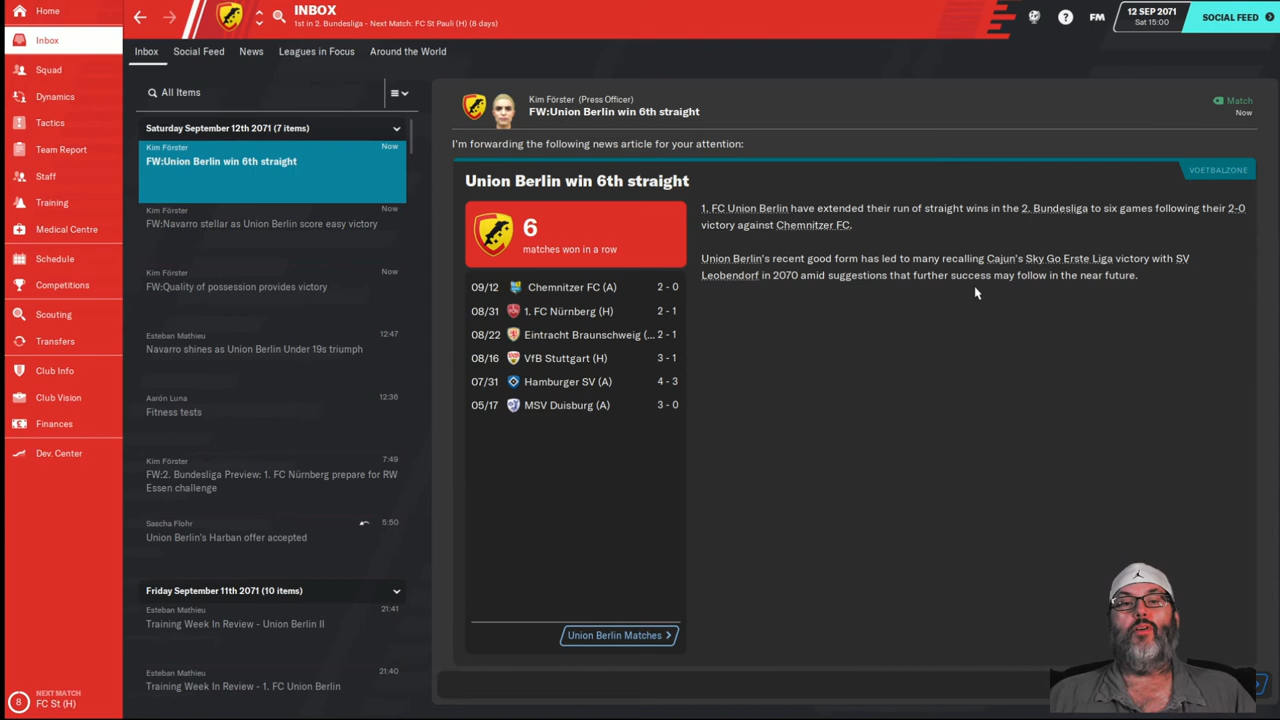 Home
Inbox
Squad
Dynamics
Tactics
Team Report
Staff
Training
Medical Centre
Schedule
Competitions
Scouting
Transfers
Club Info
Club Vision
Finances
Dev. Center
8
NEXT MATCH
FC St (H)
INBOX
1st in 2. Bundesliga - Next Match: FC St Pauli (H) (8 days)
?
FM
12 SEP 2071
Sat 15:00
SOCIAL FEED
Inbox
Social Feed
News
Leagues in Focus
Around the World
All Items
Saturday September 12th 2071 (7 items)
Kim Förster
Now
FW:Union Berlin win 6th straight
Kim Förster
Now
FW:Navarro stellar as Union Berlin score easy victory
Kim Förster
Now
FW:Quality of possession provides victory
Esteban Mathieu
12:47
Navarro shines as Union Berlin Under 19s triumph
Aarón Luna
12:36
Fitness tests
Kim Förster
7:49
FW:2. Bundesliga Preview: 1. FC Nürnberg prepare for RW
Essen challenge
Sascha Flohr
5:50
Union Berlin's Harban offer accepted
Friday September 11th 2071 (10 items)
Esteban Mathieu
21:41
Training Week In Review - Union Berlin II
Esteban Mathieu
21:40
Training Week In Review - 1. FC Union Berlin
Kim Förster (Press Officer)
FW:Union Berlin win 6th straight
Match
Now
I'm forwarding the following news article for your attention:
VOETBALZONE
Union Berlin win 6th straight
6
matches won in a row
09/12 Chemnitzer FC (A) 2 - 0
08/31 1. FC Nürnberg (H) 2 - 1
08/22 Eintracht Braunschweig (... 2 - 1
08/16 VfB Stuttgart (H) 3 - 1
07/31 Hamburger SV (A) 4 - 3
05/17 MSV Duisburg (A) 3 - 0
Union Berlin Matches
1. FC Union Berlin have extended their run of straight wins in the 2. Bundesliga to six games following their 2-0
victory against Chemnitzer FC.
Union Berlin's recent good form has led to many recalling Cajun's Sky Go Erste Liga victory with SV
Leobendorf in 2070 amid suggestions that further success may follow in the near future.